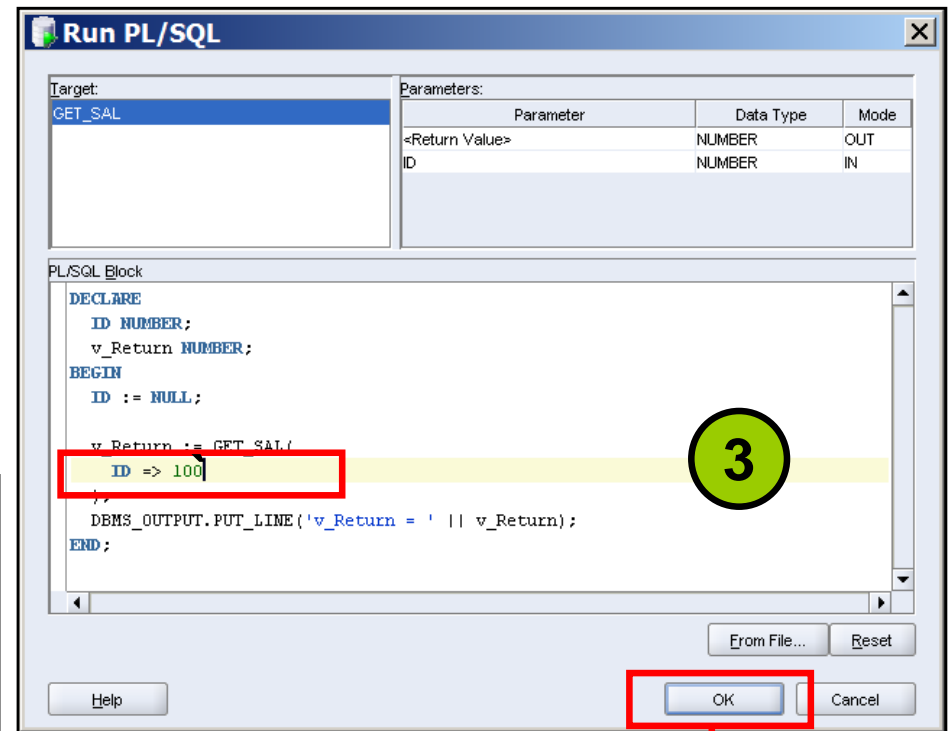 Run PL/SQL
Target:
GET_SAL
Parameters:
Parameter Data Type Mode
<Return Value> NUMBER OUT
ID NUMBER IN
PL/SQL Block
DECLARE
ID NUMBER;
v_Return NUMBER;
BEGIN
ID := NULL;
v_Return := GET_SAL(
ID => 100
);
DBMS_OUTPUT.PUT_LINE('v_Return = ' || v_Return);
END;
3
From File... Reset
Help OK Cancel